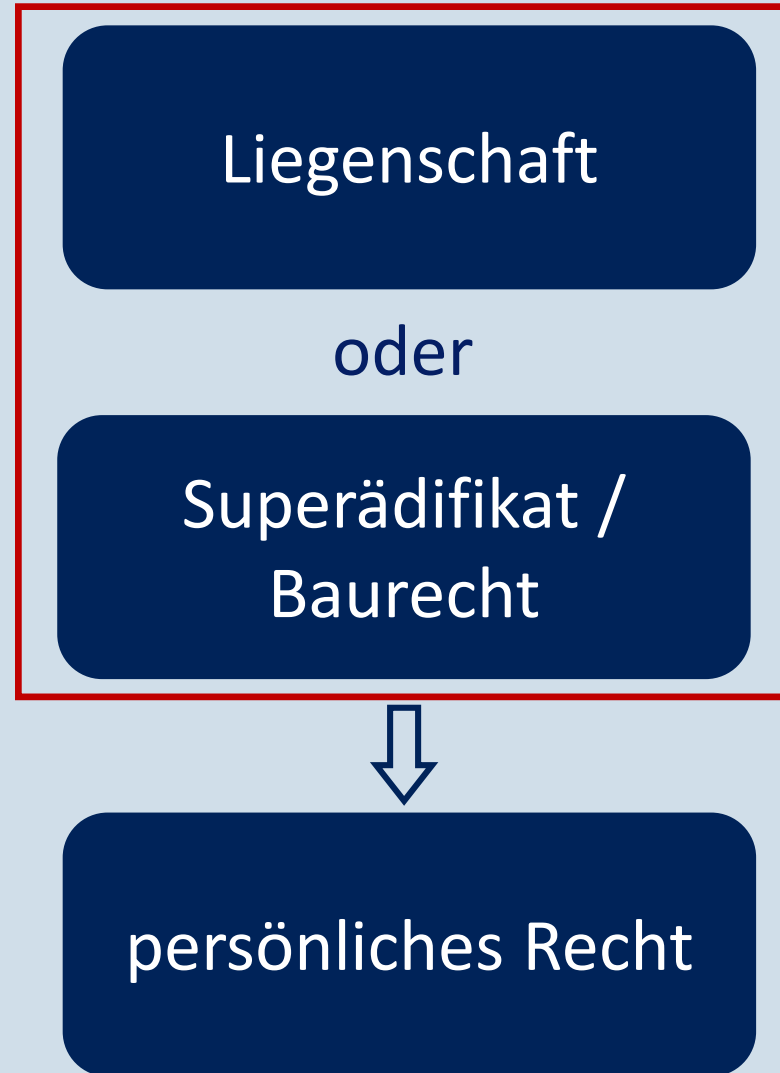 Liegenschaft
oder
Superädifikat /
Baurecht
persönliches Recht